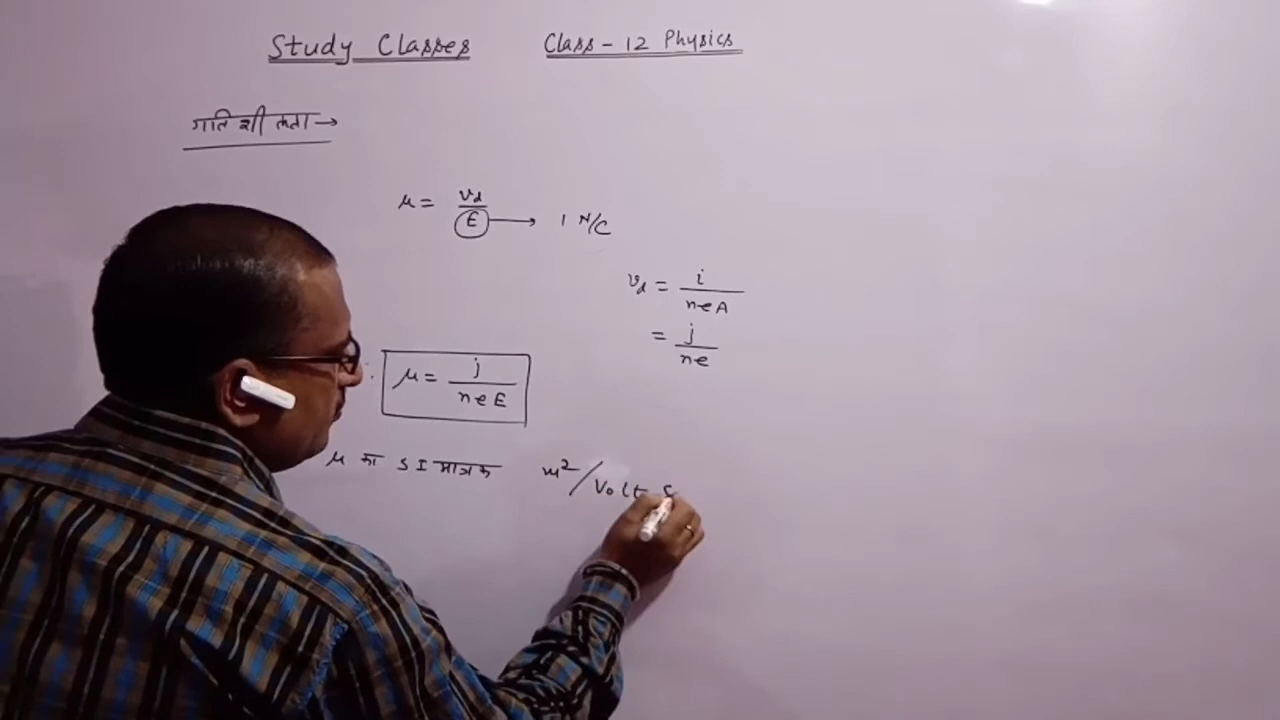 Study Classes Class - 12 Physics
गतिशीलता →
μ = v_d / E → 1 N/C
v_d = i / neA
= j / ne
μ = j / neE
μ का SI मात्रक m²/Volt s